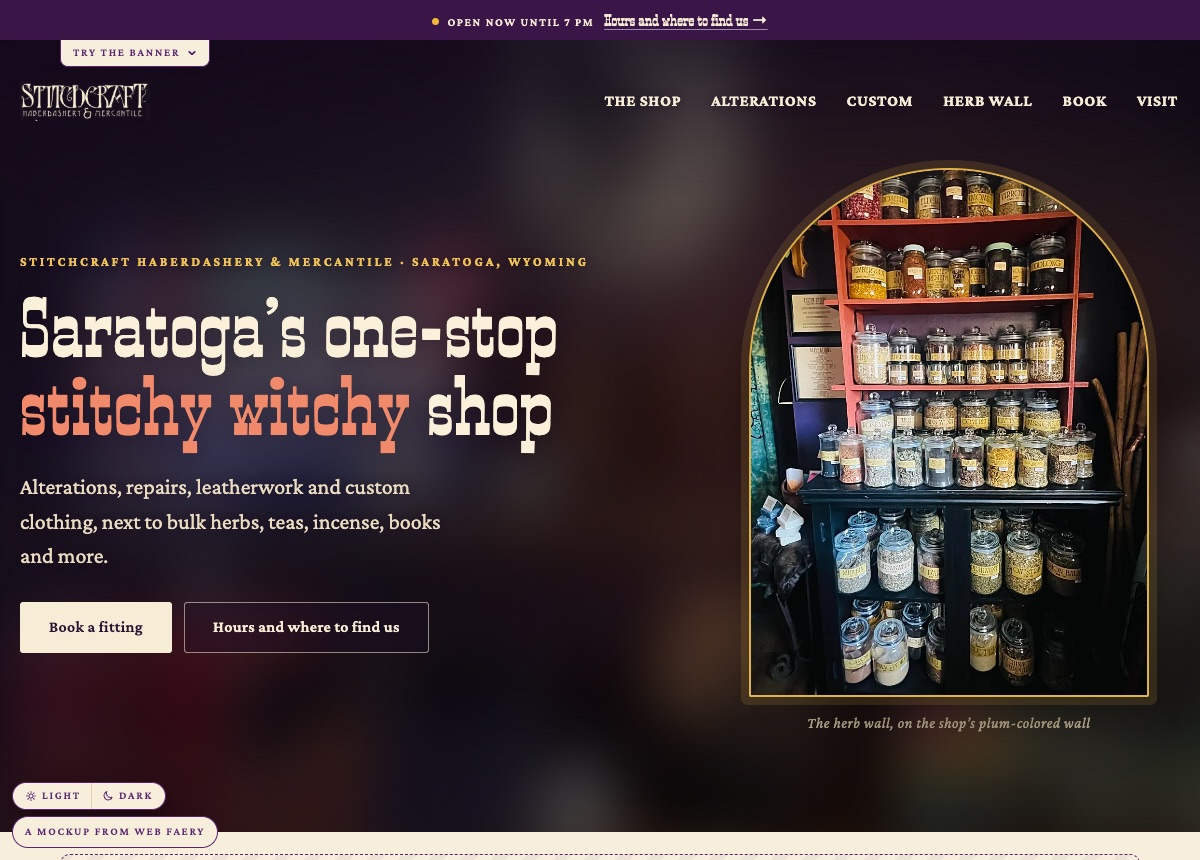 OPEN NOW UNTIL 7 PM Hours and where to find us →
TRY THE BANNER
STITCHCRAFT
HABERDASHERY & MERCANTILE
THE SHOP ALTERATIONS CUSTOM HERB WALL BOOK VISIT
STITCHCRAFT HABERDASHERY & MERCANTILE · SARATOGA, WYOMING
Saratoga’s one-stop
stitchy witchy shop
Alterations, repairs, leatherwork and custom
clothing, next to bulk herbs, teas, incense, books
and more.
Book a fitting Hours and where to find us
The herb wall, on the shop’s plum-colored wall
LIGHT DARK
A MOCKUP FROM WEB FAERY